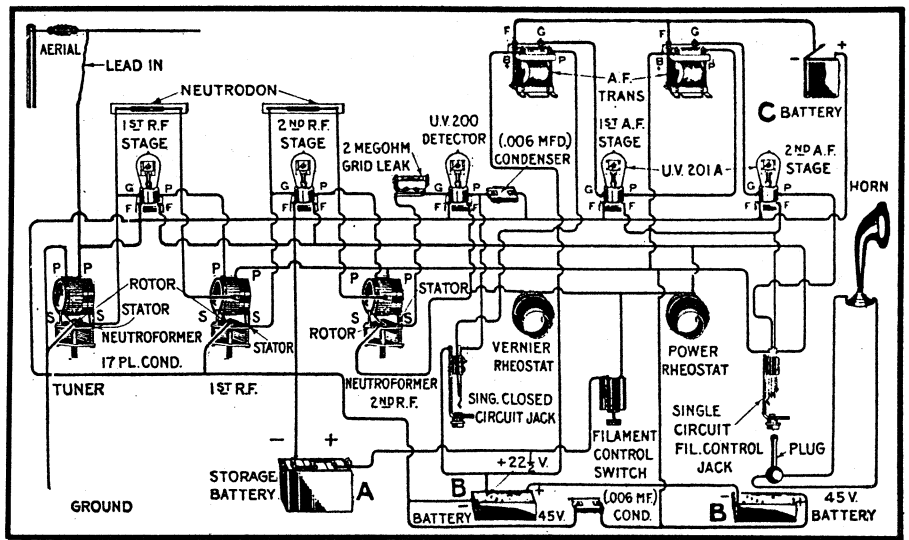 AERIAL
LEAD IN
NEUTRODON
1ST R.F.
STAGE
2ND R.F.
STAGE
2 MEGOHM
GRID LEAK
U.V. 200
DETECTOR
(.006 MFD.)
CONDENSER
F
G
B
+
P
A.F.
TRANS
F
G
B
+
P
-
+
C BATTERY
1ST A.F.
STAGE
U.V. 201A
2ND A.F.
STAGE
HORN
G
P
F
F
G
P
F
F
G
P
F
F
G
P
F
F
G
P
F
F
P
P
S
S
ROTOR
STATOR
NEUTROFORMER
17 PL. COND.
TUNER
P
P
S
S
STATOR
1ST R.F.
STATOR
ROTOR
NEUTROFORMER
2ND R.F.
VERNIER
RHEOSTAT
POWER
RHEOSTAT
SING. CLOSED
CIRCUIT JACK
FILAMENT
CONTROL
SWITCH
SINGLE
CIRCUIT
FIL. CONTROL
JACK
PLUG
GROUND
-
+
STORAGE
BATTERY
A
+22½ V.
B
-
+
BATTERY
45V.
(.006 MF.)
COND.
B
-
+
45 V.
BATTERY